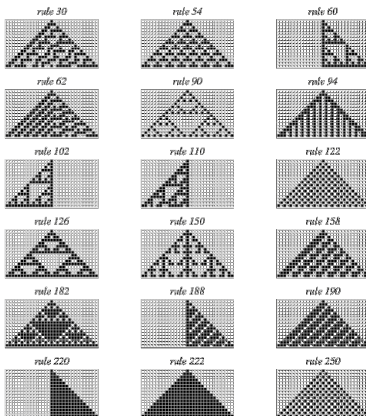 rule 30 rule 54 rule 60
rule 62 rule 90 rule 94
rule 102 rule 110 rule 122
rule 126 rule 150 rule 158
rule 182 rule 188 rule 190
rule 220 rule 222 rule 250